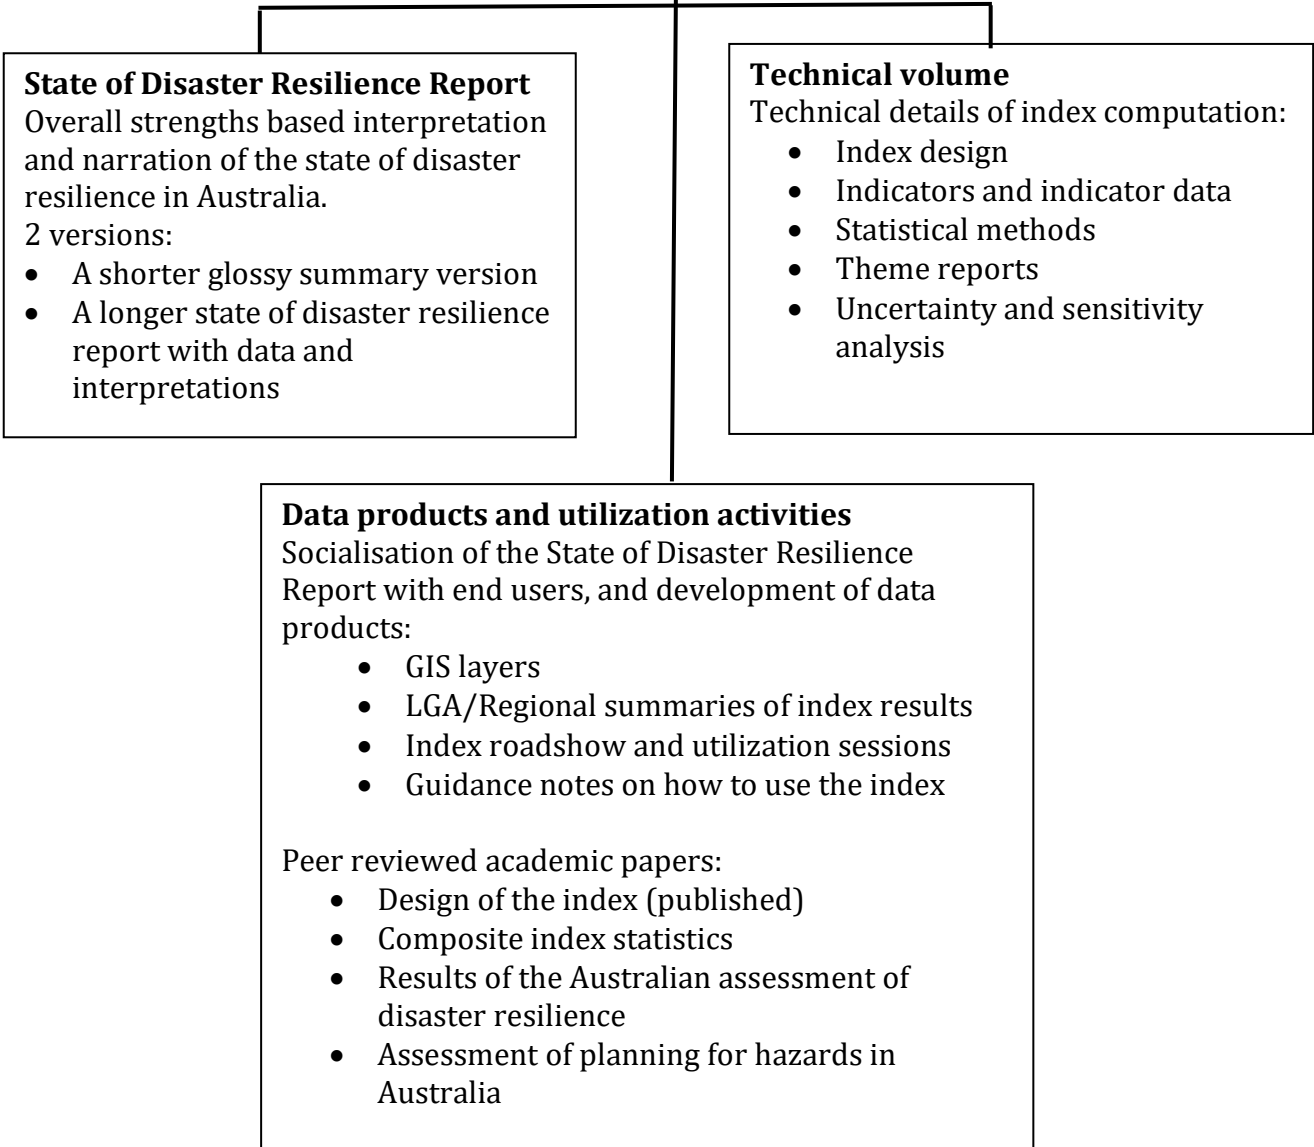 State of Disaster Resilience Report
Overall strengths based interpretation
and narration of the state of disaster
resilience in Australia.
2 versions:
• A shorter glossy summary version
• A longer state of disaster resilience
report with data and
interpretations
Technical volume
Technical details of index computation:
• Index design
• Indicators and indicator data
• Statistical methods
• Theme reports
• Uncertainty and sensitivity
analysis
Data products and utilization activities
Socialisation of the State of Disaster Resilience
Report with end users, and development of data
products:
• GIS layers
• LGA/Regional summaries of index results
• Index roadshow and utilization sessions
• Guidance notes on how to use the index
Peer reviewed academic papers:
• Design of the index (published)
• Composite index statistics
• Results of the Australian assessment of
disaster resilience
• Assessment of planning for hazards in
Australia